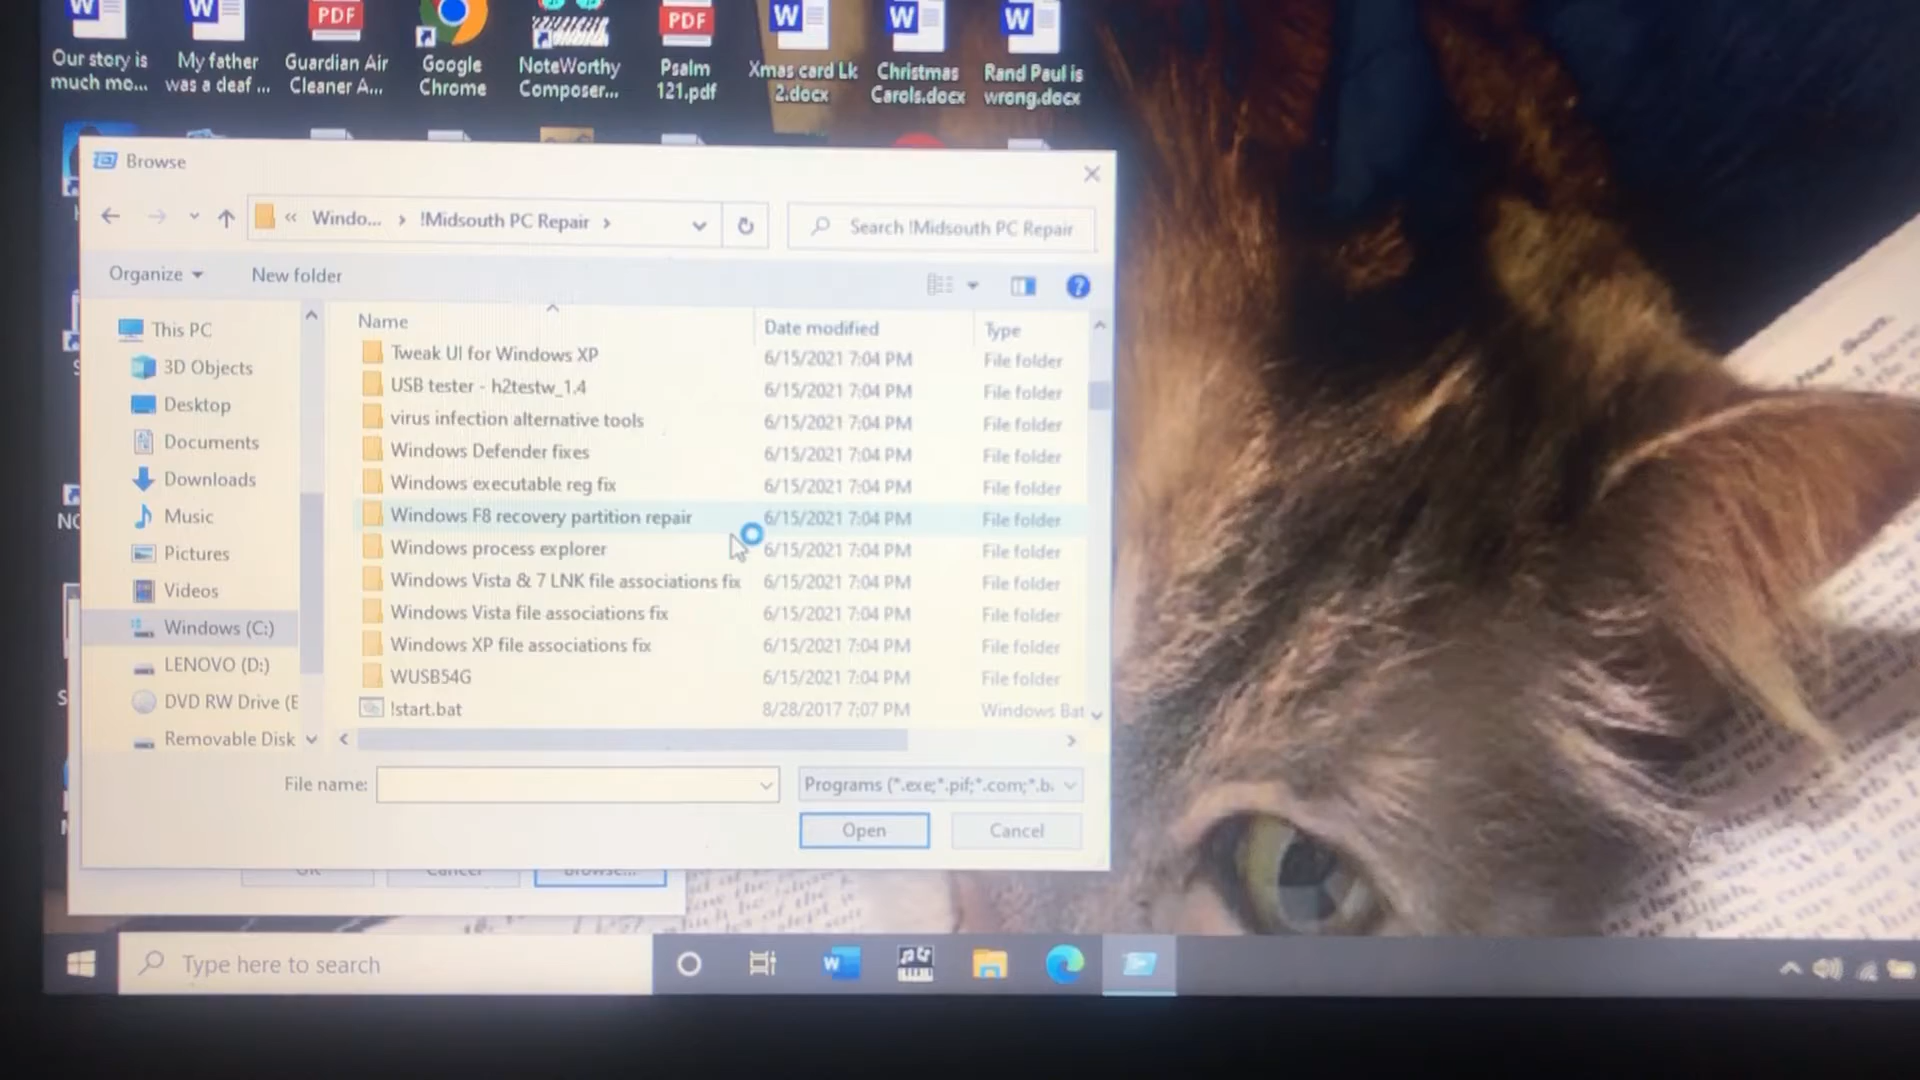 W W PDF PDF W W W
Our story is much mo...
My father was a deaf ...
Guardian Air Cleaner A...
Google Chrome
NoteWorthy Composer...
Psalm 121.pdf
Xmas card Lk 2.docx
Christmas Carols.docx
Rand Paul is wrong.docx
Browse
« Windo... > !Midsouth PC Repair >
Search !Midsouth PC Repair
Organize
New folder
?
This PC
3D Objects
Desktop
Documents
Downloads
Music
Pictures
Videos
Windows (C:)
LENOVO (D:)
DVD RW Drive (E
Removable Disk
Name Date modified Type
Tweak UI for Windows XP 6/15/2021 7:04 PM File folder
USB tester - h2testw_1.4 6/15/2021 7:04 PM File folder
virus infection alternative tools 6/15/2021 7:04 PM File folder
Windows Defender fixes 6/15/2021 7:04 PM File folder
Windows executable reg fix 6/15/2021 7:04 PM File folder
Windows F8 recovery partition repair 6/15/2021 7:04 PM File folder
Windows process explorer 6/15/2021 7:04 PM File folder
Windows Vista & 7 LNK file associations fix 6/15/2021 7:04 PM File folder
Windows Vista file associations fix 6/15/2021 7:04 PM File folder
Windows XP file associations fix 6/15/2021 7:04 PM File folder
WUSB54G 6/15/2021 7:04 PM File folder
!start.bat 8/28/2017 7:07 PM Windows Bat
File name:
Programs (*.exe;*.pif;*.com;*.b
Open
Cancel
OK Cancel Browse...
Type here to search
W